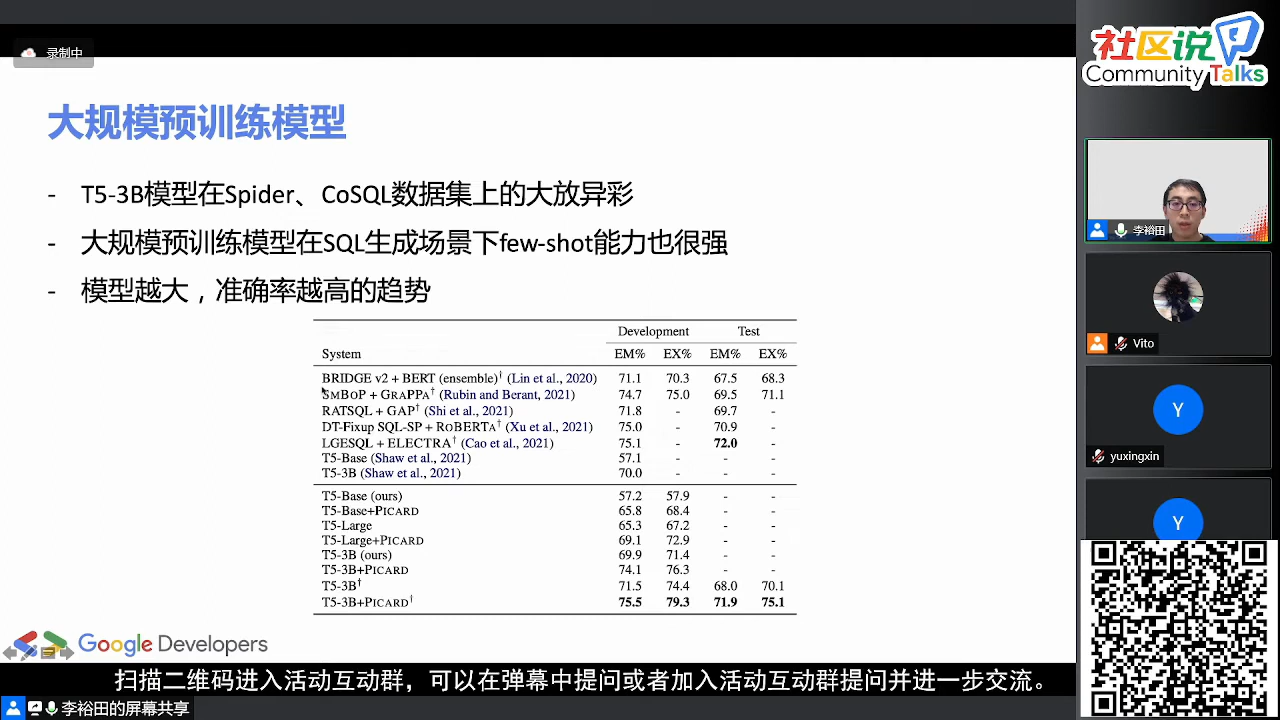 录制中
大规模预训练模型
- T5-3B模型在Spider、CoSQL数据集上的大放异彩
- 大规模预训练模型在SQL生成场景下few-shot能力也很强
- 模型越大，准确率越高的趋势
Development Test
System EM% EX% EM% EX%
BRIDGE v2 + BERT (ensemble)† (Lin et al., 2020) 71.1 70.3 67.5 68.3
SMBOP + GRAPPA† (Rubin and Berant, 2021) 74.7 75.0 69.5 71.1
RATSQL + GAP† (Shi et al., 2021) 71.8 - 69.7 -
DT-Fixup SQL-SP + ROBERTA† (Xu et al., 2021) 75.0 - 70.9 -
LGESQL + ELECTRA† (Cao et al., 2021) 75.1 - 72.0 -
T5-Base (Shaw et al., 2021) 57.1 - - -
T5-3B (Shaw et al., 2021) 70.0 - - -
T5-Base (ours) 57.2 57.9 - -
T5-Base+PICARD 65.8 68.4 - -
T5-Large 65.3 67.2 - -
T5-Large+PICARD 69.1 72.9 - -
T5-3B (ours) 69.9 71.4 - -
T5-3B+PICARD 74.1 76.3 - -
T5-3B† 71.5 74.4 68.0 70.1
T5-3B+PICARD† 75.5 79.3 71.9 75.1
Google Developers
扫描二维码进入活动互动群，可以在弹幕中提问或者加入活动互动群提问并进一步交流。
李裕田的屏幕共享
社区说
Community Talks
李裕田
Vito
Y
yuxingxin
Y